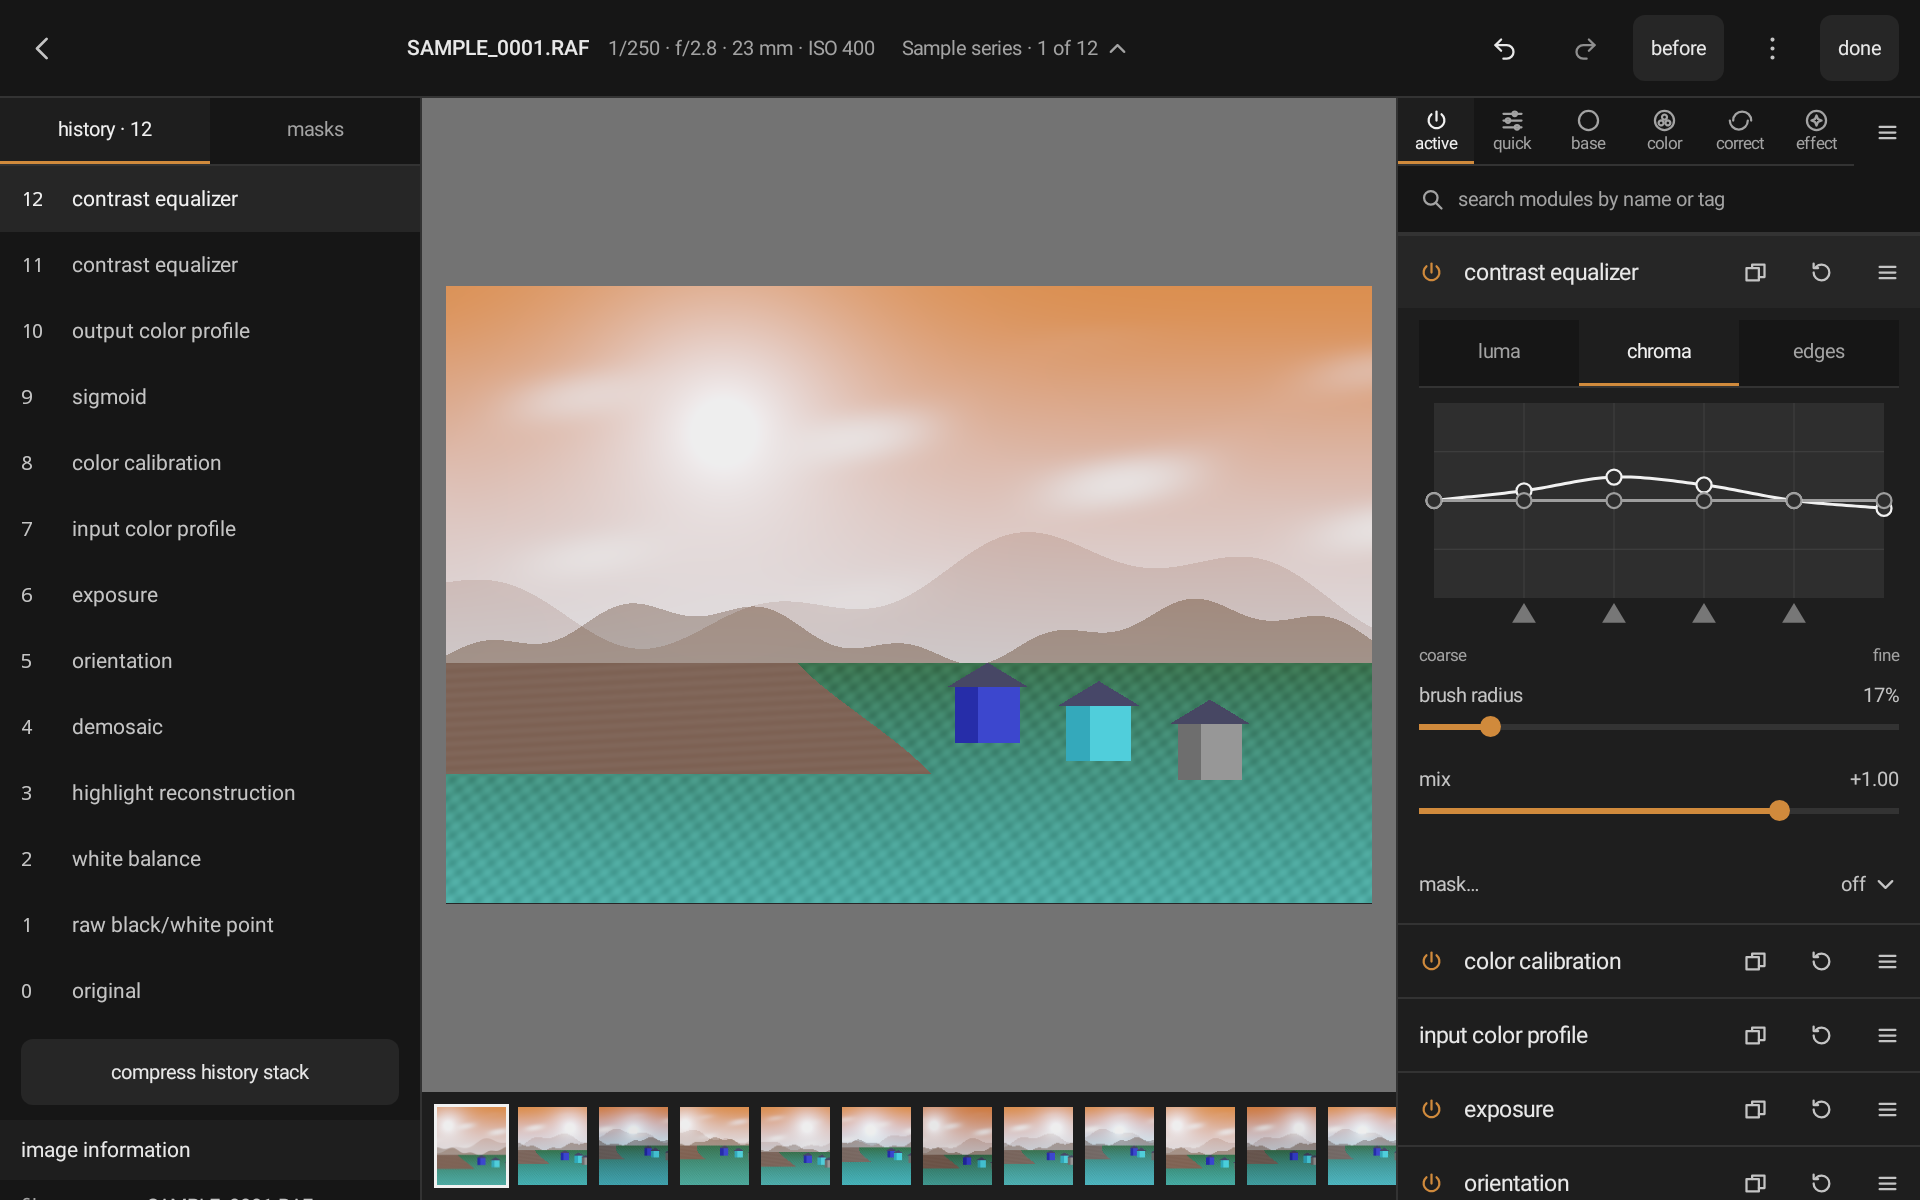 SAMPLE_0001.RAF 1/250 · f/2.8 · 23 mm · ISO 400 Sample series · 1 of 12
before
done
history · 12 masks
12 contrast equalizer
11 contrast equalizer
10 output color profile
9 sigmoid
8 color calibration
7 input color profile
6 exposure
5 orientation
4 demosaic
3 highlight reconstruction
2 white balance
1 raw black/white point
0 original
compress history stack
image information
active quick base color correct effect
search modules by name or tag
contrast equalizer
luma chroma edges
coarse fine
brush radius 17%
mix +1.00
mask... off
color calibration
input color profile
exposure
orientation